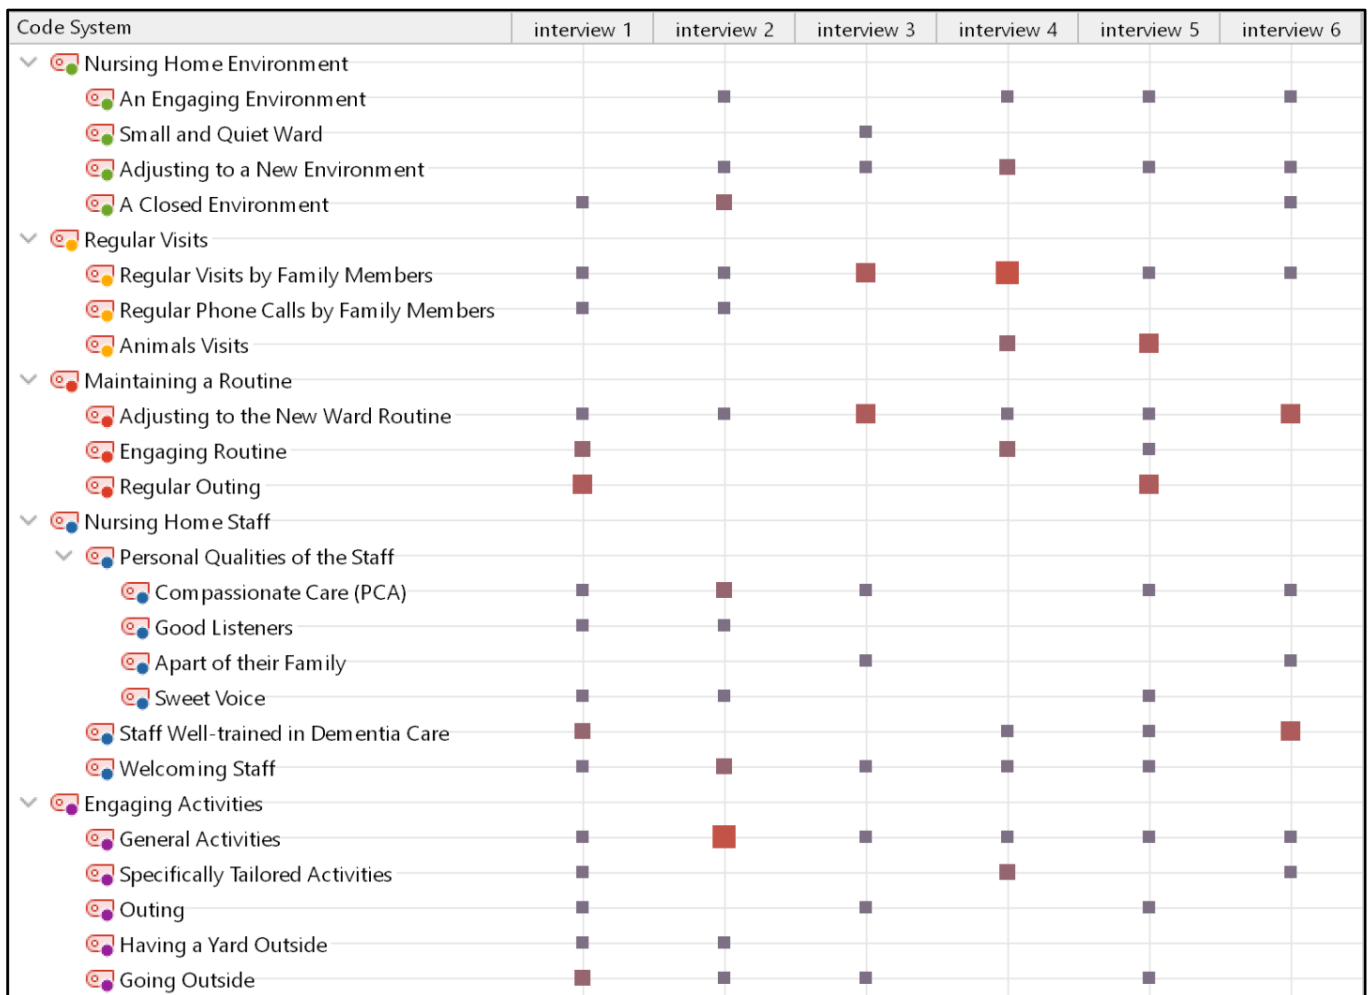 Code System interview 1 interview 2 interview 3 interview 4 interview 5 interview 6
Nursing Home Environment
An Engaging Environment
Small and Quiet Ward
Adjusting to a New Environment
A Closed Environment
Regular Visits
Regular Visits by Family Members
Regular Phone Calls by Family Members
Animals Visits
Maintaining a Routine
Adjusting to the New Ward Routine
Engaging Routine
Regular Outing
Nursing Home Staff
Personal Qualities of the Staff
Compassionate Care (PCA)
Good Listeners
Apart of their Family
Sweet Voice
Staff Well-trained in Dementia Care
Welcoming Staff
Engaging Activities
General Activities
Specifically Tailored Activities
Outing
Having a Yard Outside
Going Outside